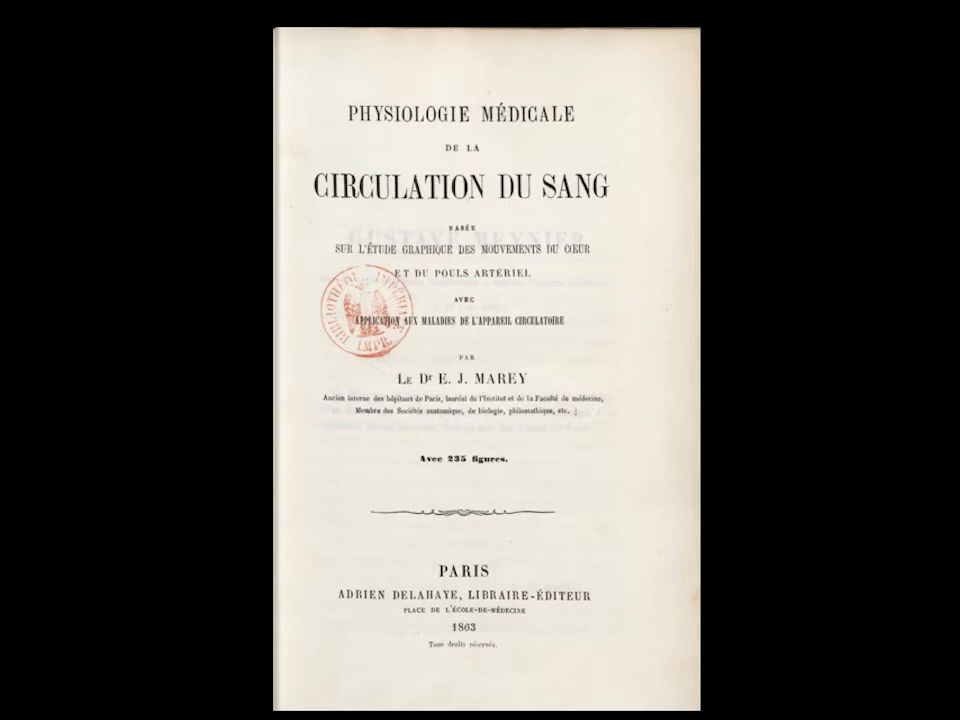 PHYSIOLOGIE MÉDICALE
DE LA
CIRCULATION DU SANG
BASÉE
SUR L'ÉTUDE GRAPHIQUE DES MOUVEMENTS DU CŒUR
ET DU POULS ARTÉRIEL
AVEC
APPLICATION AUX MALADIES DE L'APPAREIL CIRCULATOIRE
BIBLIOTHÈQUE IMPÉRIALE
IMPR.
PAR
LE Dr E. J. MAREY
Ancien interne des hôpitaux de Paris, lauréat de l'Institut et de la Faculté de médecine,
Membre des Sociétés anatomique, de biologie, philomathique, etc.
Avec 235 figures.
PARIS
ADRIEN DELAHAYE, LIBRAIRE-ÉDITEUR
PLACE DE L'ÉCOLE-DE-MÉDECINE
1863
Tous droits réservés.